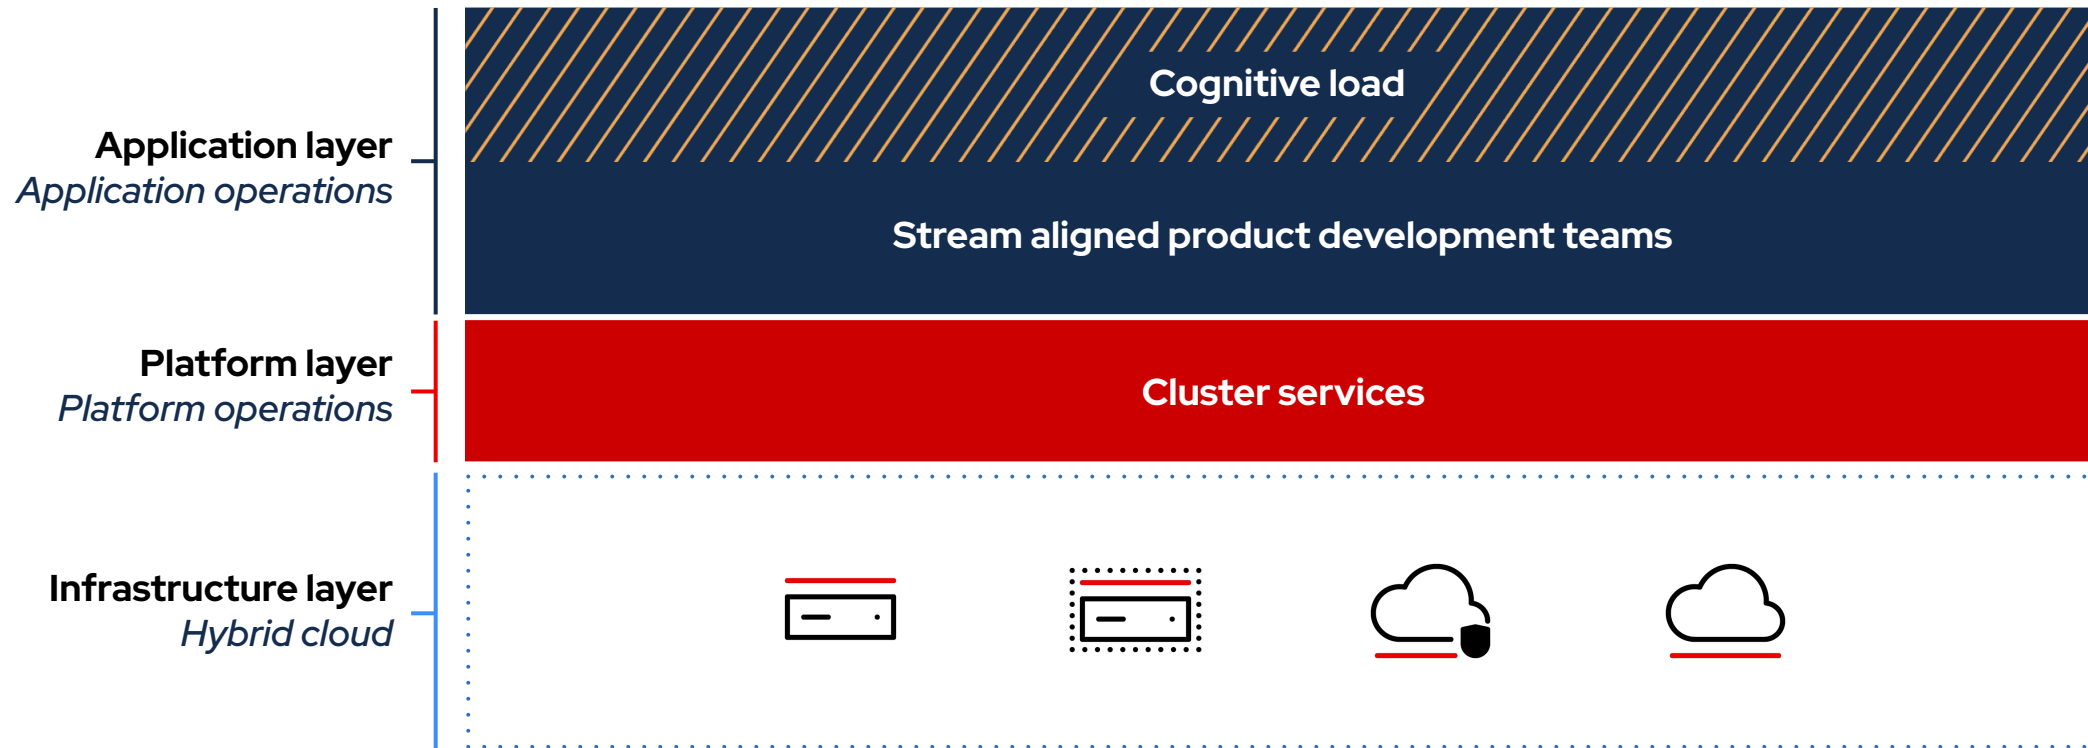 Cognitive load
Application layer
Application operations
Stream aligned product development teams
Platform layer
Platform operations
Cluster services
Infrastructure layer
Hybrid cloud